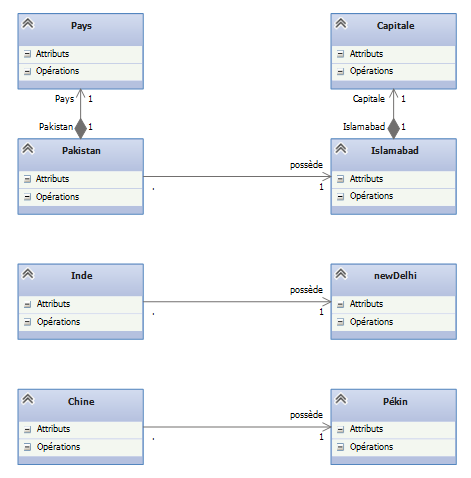 Pays
Attributs
Opérations
Capitale
Attributs
Opérations
Pays 1
Capitale 1
Pakistan 1
Islamabad 1
Pakistan
Attributs
Opérations
possède
. 1
Islamabad
Attributs
Opérations
Inde
Attributs
Opérations
possède
. 1
newDelhi
Attributs
Opérations
Chine
Attributs
Opérations
possède
. 1
Pékin
Attributs
Opérations